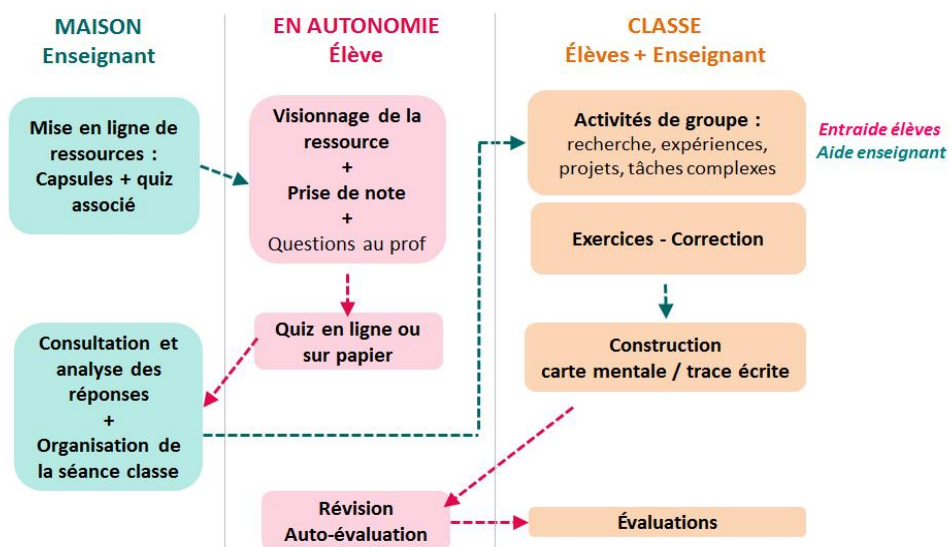 MAISON
Enseignant
EN AUTONOMIE
Élève
CLASSE
Élèves + Enseignant
Mise en ligne de
ressources :
Capsules + quiz
associé
Visionnage de la
ressource
+
Prise de note
+
Questions au prof
Activités de groupe :
recherche, expériences,
projets, tâches complexes
Entraide élèves
Aide enseignant
Exercices - Correction
Quiz en ligne ou
sur papier
Consultation et
analyse des
réponses
+
Organisation de
la séance classe
Construction
carte mentale / trace écrite
Révision
Auto-évaluation
Évaluations